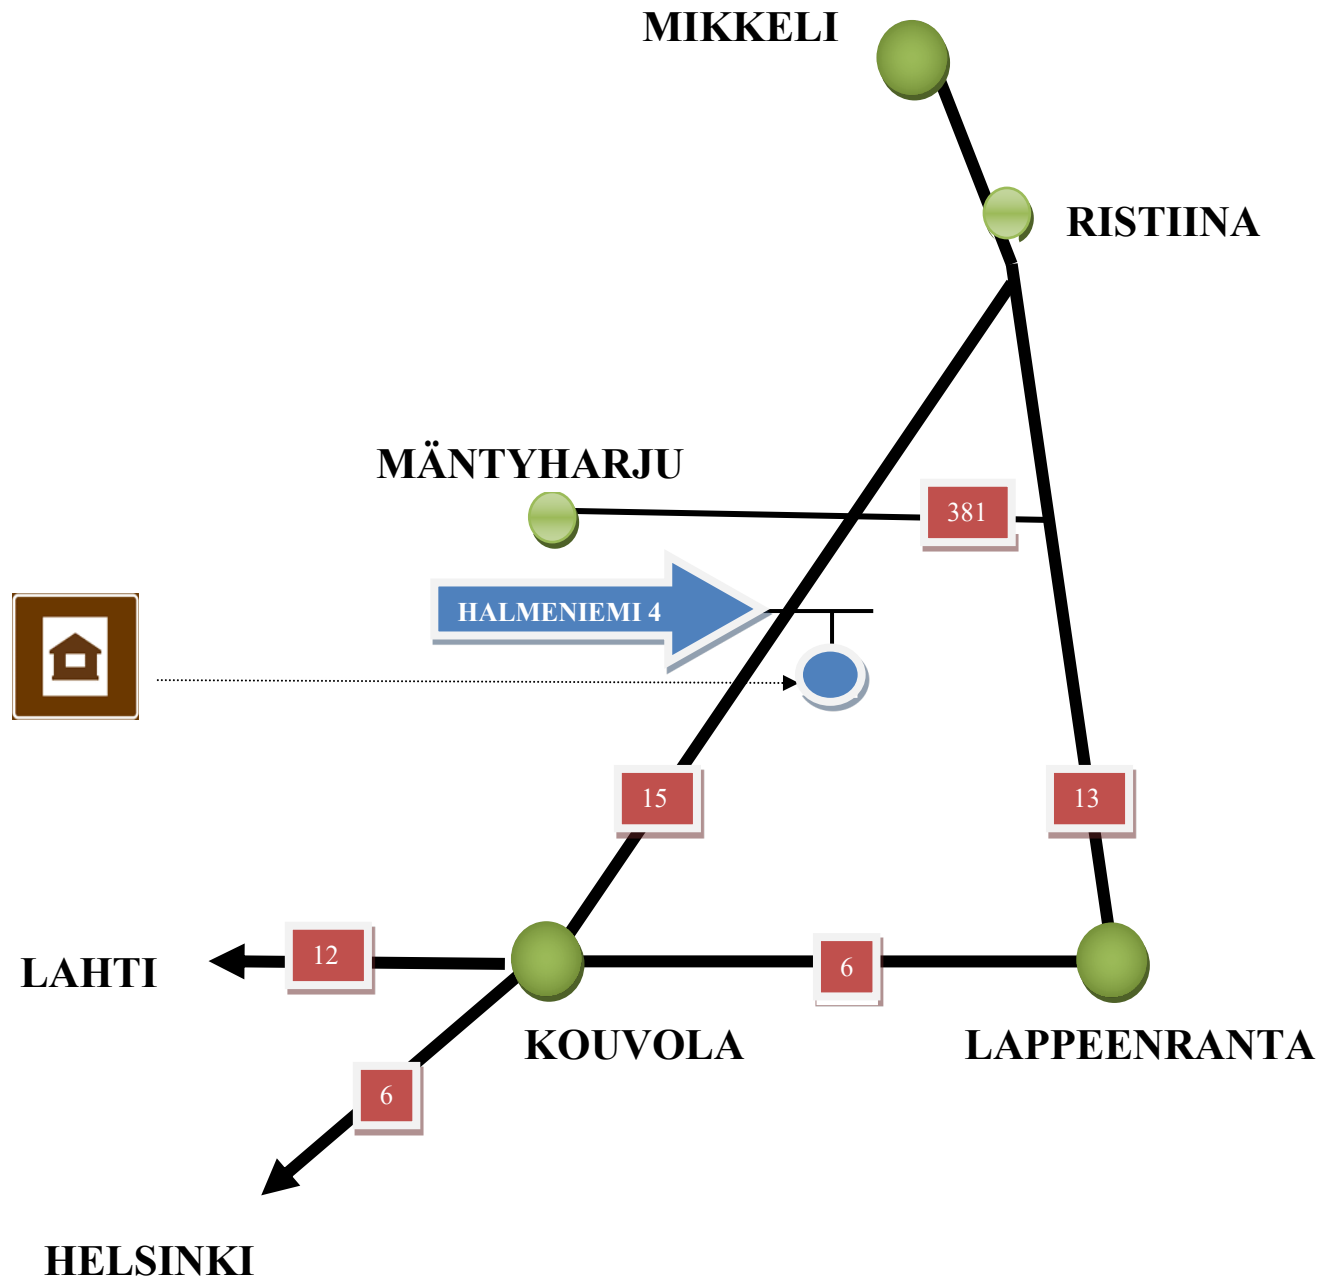 MIKKELI
RISTIINA
MÄNTYHARJU
381
HALMENIEMI 4
15
13
LAHTI
12
6
KOUVOLA
LAPPEENRANTA
6
HELSINKI